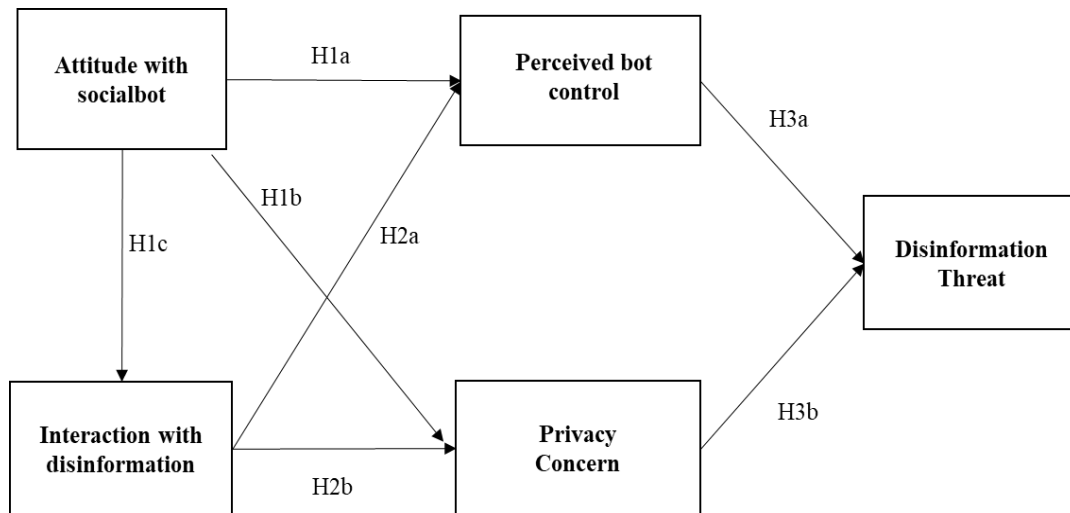 Attitude with
socialbot
H1a
Perceived bot
control
H3a
H1b
H2a
H1c
Disinformation
Threat
Interaction with
disinformation
H2b
Privacy
Concern
H3b